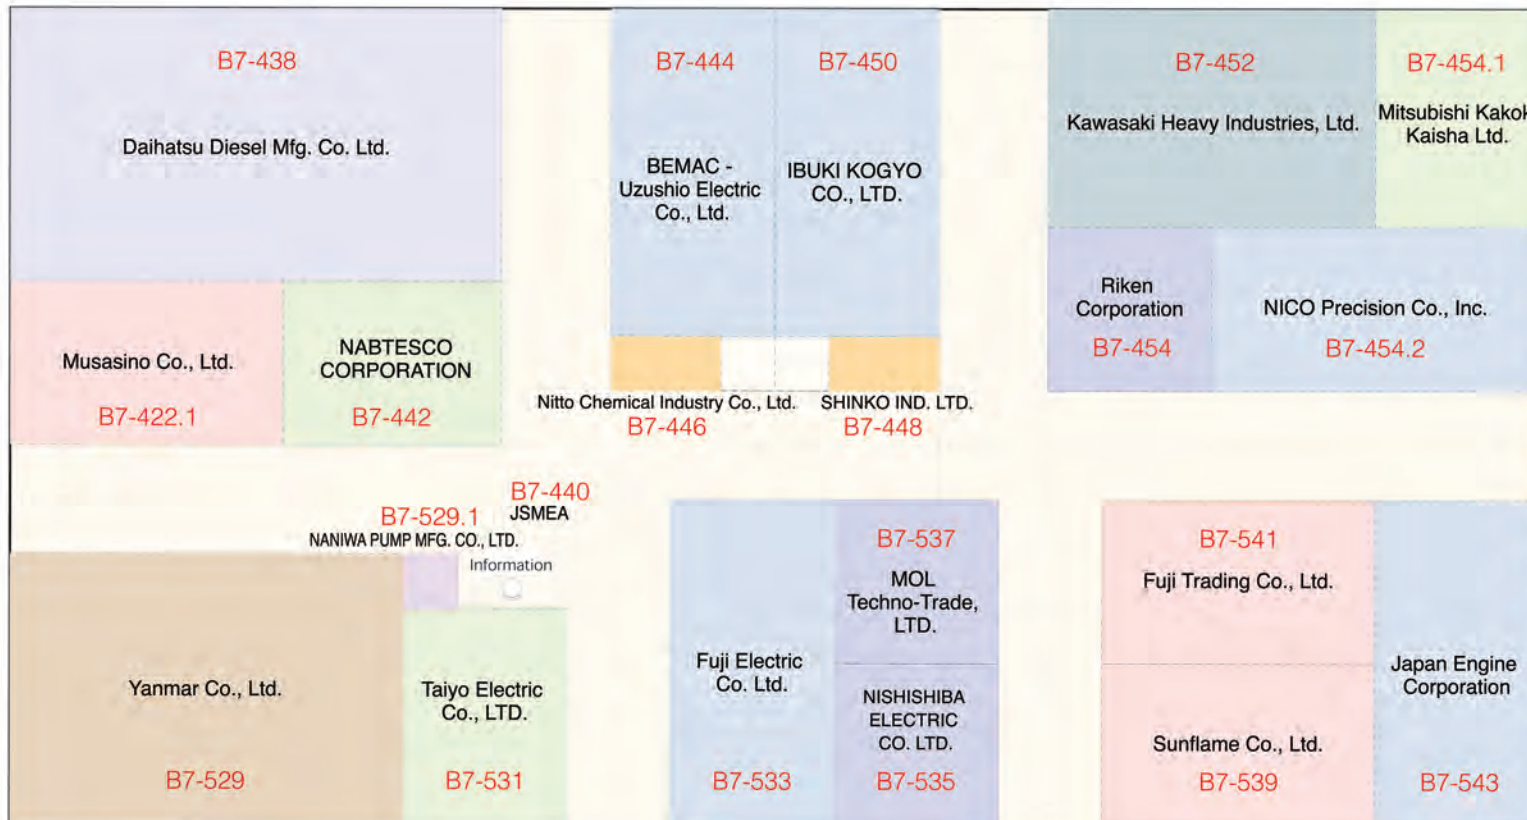 B7-438
Daihatsu Diesel Mfg. Co. Ltd.
Musasino Co., Ltd.
B7-422.1
NABTESCO
CORPORATION
B7-442
B7-444
BEMAC -
Uzushio Electric
Co., Ltd.
B7-450
IBUKI KOGYO
CO., LTD.
Nitto Chemical Industry Co., Ltd.
B7-446
SHINKO IND. LTD.
B7-448
B7-452
Kawasaki Heavy Industries, Ltd.
B7-454.1
Mitsubishi Kakok
Kaisha Ltd.
Riken
Corporation
B7-454
NICO Precision Co., Inc.
B7-454.2
B7-440
JSMEA
B7-529.1
NANIWA PUMP MFG. CO., LTD.
Information
Yanmar Co., Ltd.
B7-529
Taiyo Electric
Co., LTD.
B7-531
Fuji Electric
Co. Ltd.
B7-533
B7-537
MOL
Techno-Trade,
LTD.
NISHISHIBA
ELECTRIC
CO. LTD.
B7-535
B7-541
Fuji Trading Co., Ltd.
Sunflame Co., Ltd.
B7-539
Japan Engine
Corporation
B7-543